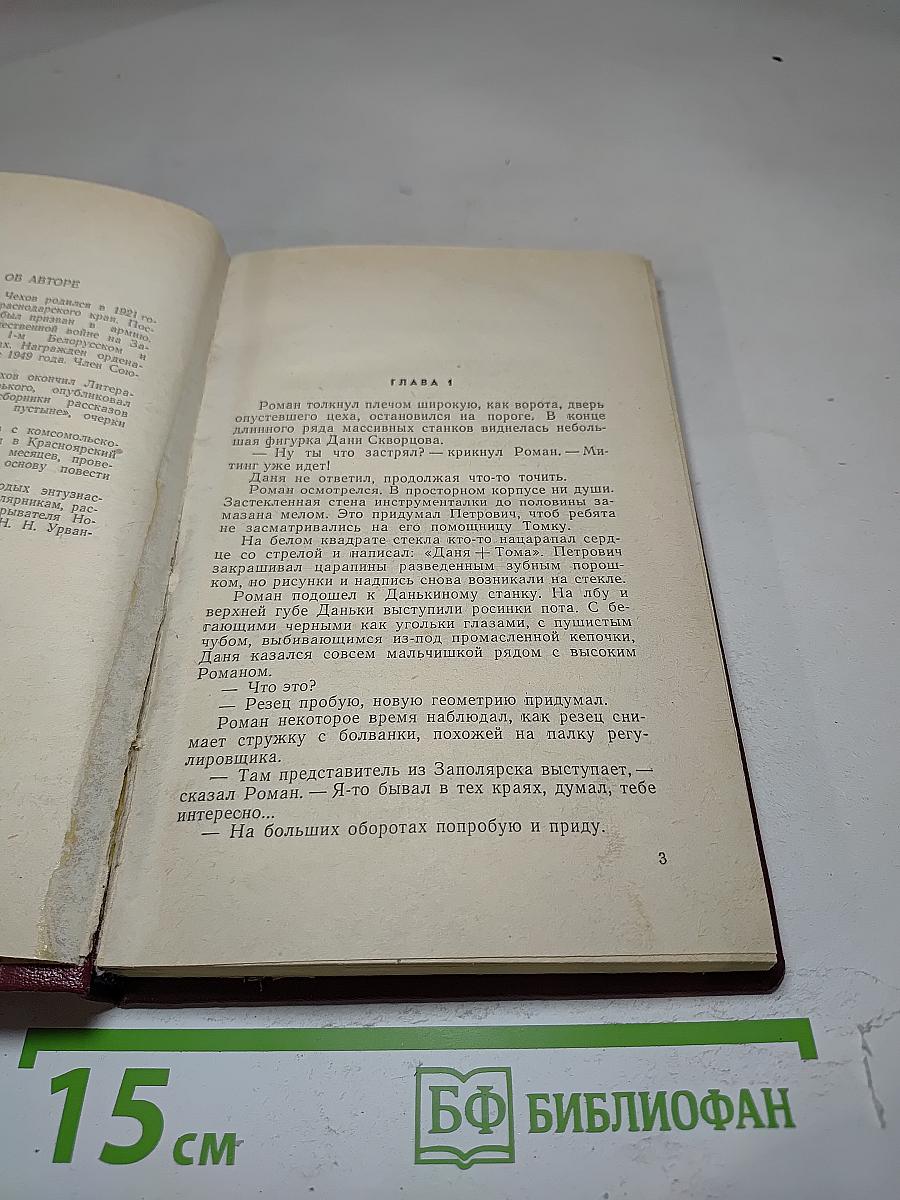 ОБ АВТОРЕ
Чехов родился в 1921 го-
раснодарского края. Пос-
был призван в армию.
чественной войне на За-
1-м Белорусском и
ах. Награжден ордена-
с 1949 года. Член Сою-
хов окончил Литера-
рького, опубликовал
сборники рассказов
пустыне», очерки
с комсомольско-
в Красноярский
месяцев, прове-
основу повести
одых энтузиас-
лярникам, рас-
рывателя Но-
Н. Н. Урван-
ГЛАВА 1
Роман толкнул плечом широкую, как ворота, дверь
опустевшего цеха, остановился на пороге. В конце
длинного ряда массивных станков виднелась неболь-
шая фигурка Дани Скворцова.
— Ну ты что застрял? — крикнул Роман. — Ми-
тинг уже идет!
Даня не ответил, продолжая что-то точить.
Роман осмотрелся. В просторном корпусе ни души.
Застекленная стена инструменталки до половины за-
мазана мелом. Это придумал Петрович, чтоб ребята
не засматривались на его помощницу Томку.
На белом квадрате стекла кто-то нацарапал серд-
це со стрелой и написал: «Даня + Тома». Петрович
закрашивал царапины разведенным зубным порош-
ком, но рисунки и надпись снова возникали на стекле.
Роман подошел к Данькиному станку. На лбу и
верхней губе Даньки выступили росинки пота. С бе-
гающими черными как угольки глазами, с пушистым
чубом, выбивающимся из-под промасленной кепочки,
Даня казался совсем мальчишкой рядом с высоким
Романом.
— Что это?
— Резец пробую, новую геометрию придумал.
Роман некоторое время наблюдал, как резец сни-
мает стружку с болванки, похожей на палку регу-
лировщика.
— Там представитель из Заполярска выступает, —
сказал Роман. — Я-то бывал в тех краях, думал, тебе
интересно...
— На больших оборотах попробую и приду.
3
15 см
БФ БИБЛИОФАН